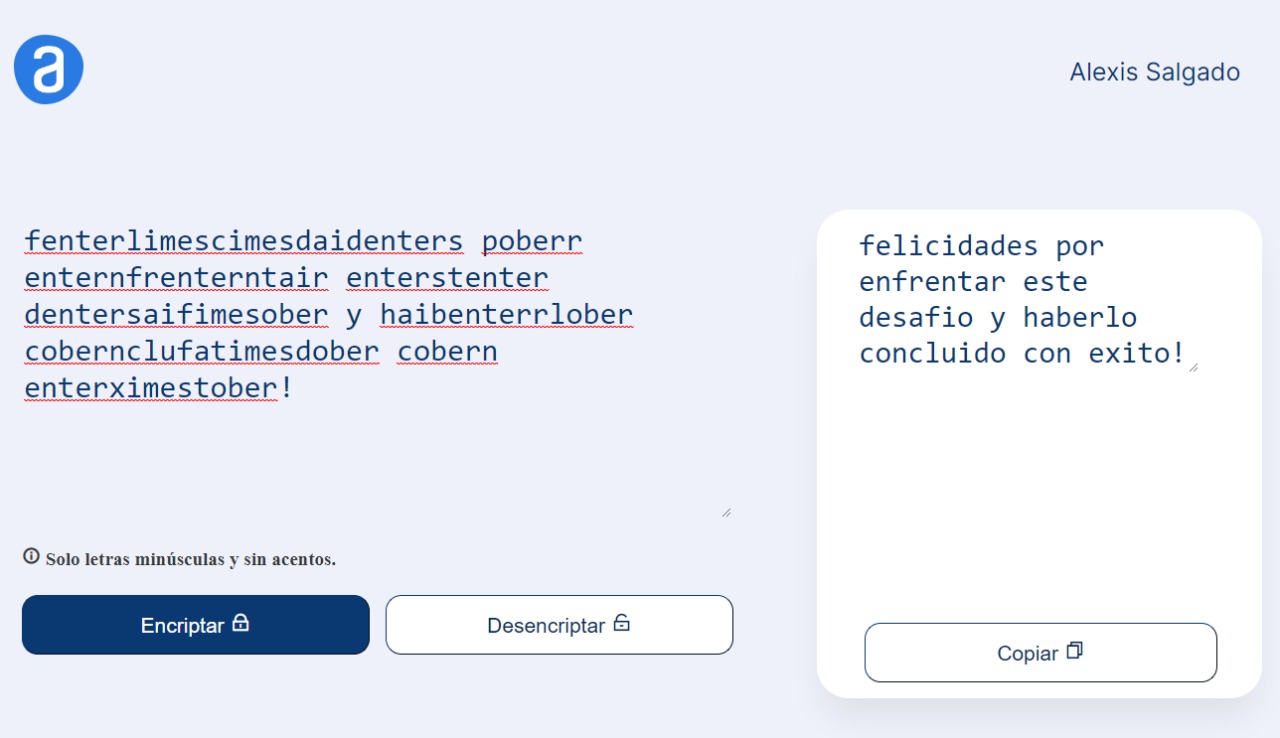 a
Alexis Salgado
fenterlimescimesdaidenters poberr
enternfrenterntair enterstenter
dentersaifimesober y haibenterrlober
cobernclufatimesdober cobern
enterximestober!
Solo letras minúsculas y sin acentos.
Encriptar
Desencriptar
felicidades por
enfrentar este
desafio y haberlo
concluido con exito!
Copiar